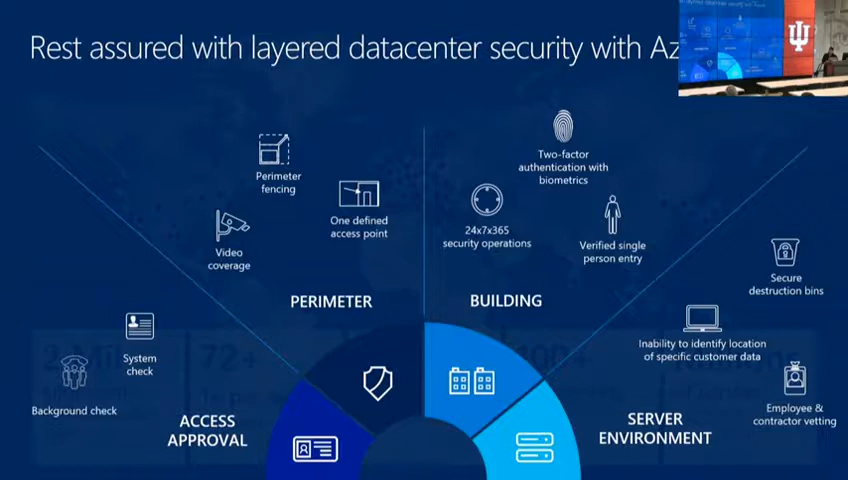 Rest assured with layered datacenter security with Az
Perimeter
fencing
One defined
access point
Video
coverage
PERIMETER
Two-factor
authentication with
biometrics
24x7x365
security operations
Verified single
person entry
BUILDING
System
check
Background check
ACCESS
APPROVAL
Secure
destruction bins
Inability to identify location
of specific customer data
Employee &
contractor vetting
SERVER
ENVIRONMENT
72+